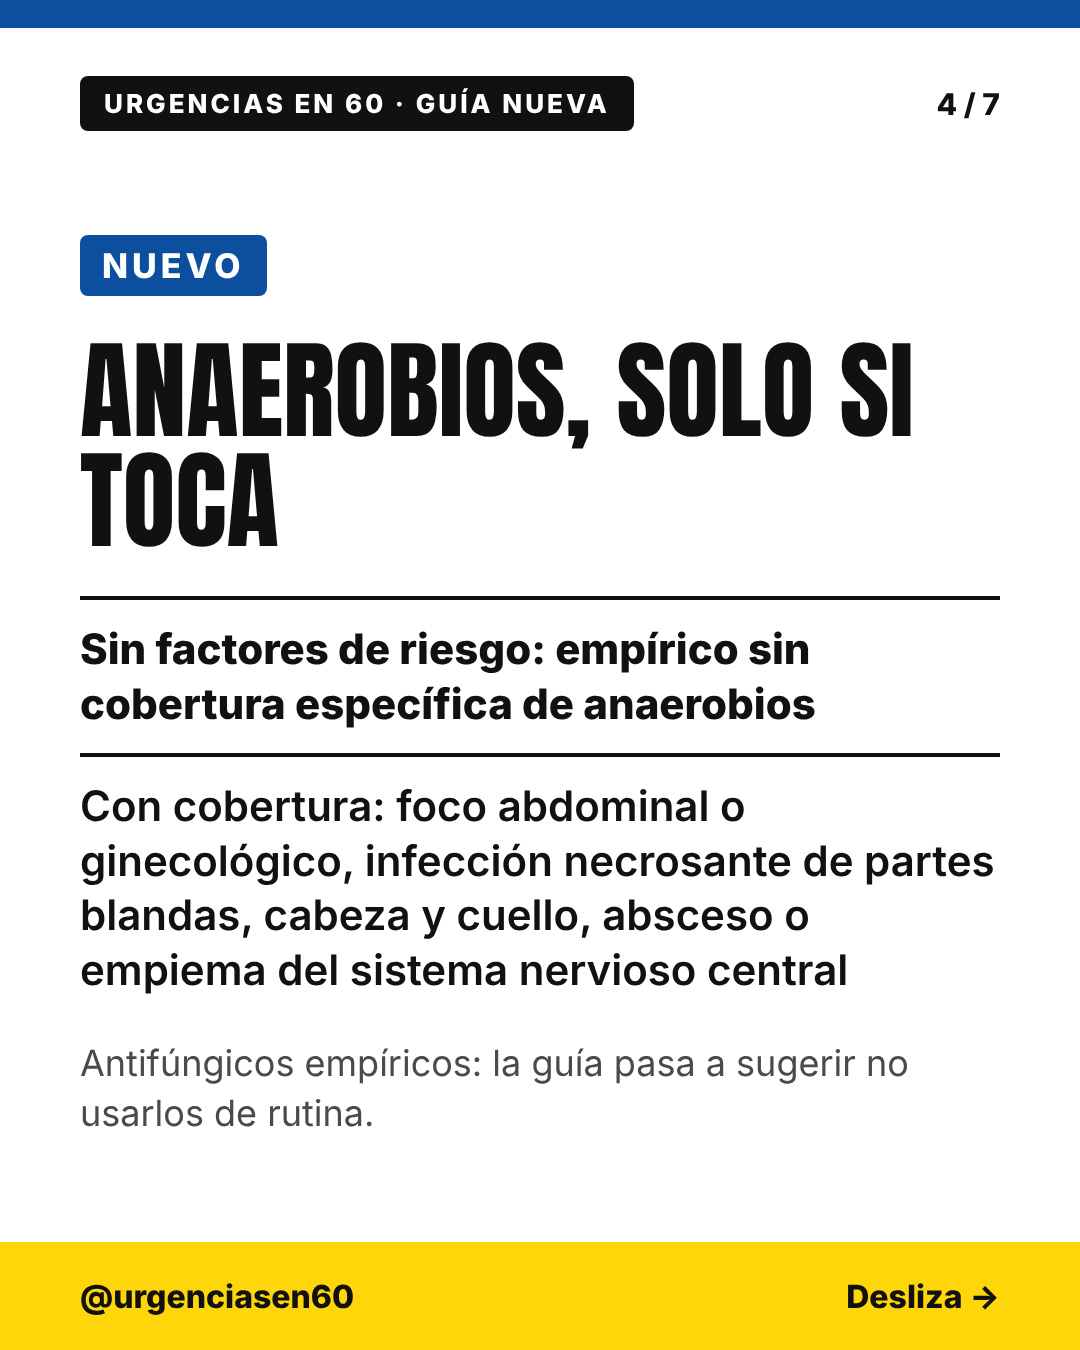 URGENCIAS EN 60 · GUÍA NUEVA
4 / 7
NUEVO
ANAEROBIOS, SOLO SI
TOCA
Sin factores de riesgo: empírico sin
cobertura específica de anaerobios
Con cobertura: foco abdominal o
ginecológico, infección necrosante de partes
blandas, cabeza y cuello, absceso o
empiema del sistema nervioso central
Antifúngicos empíricos: la guía pasa a sugerir no
usarlos de rutina.
@urgenciasen60
Desliza →